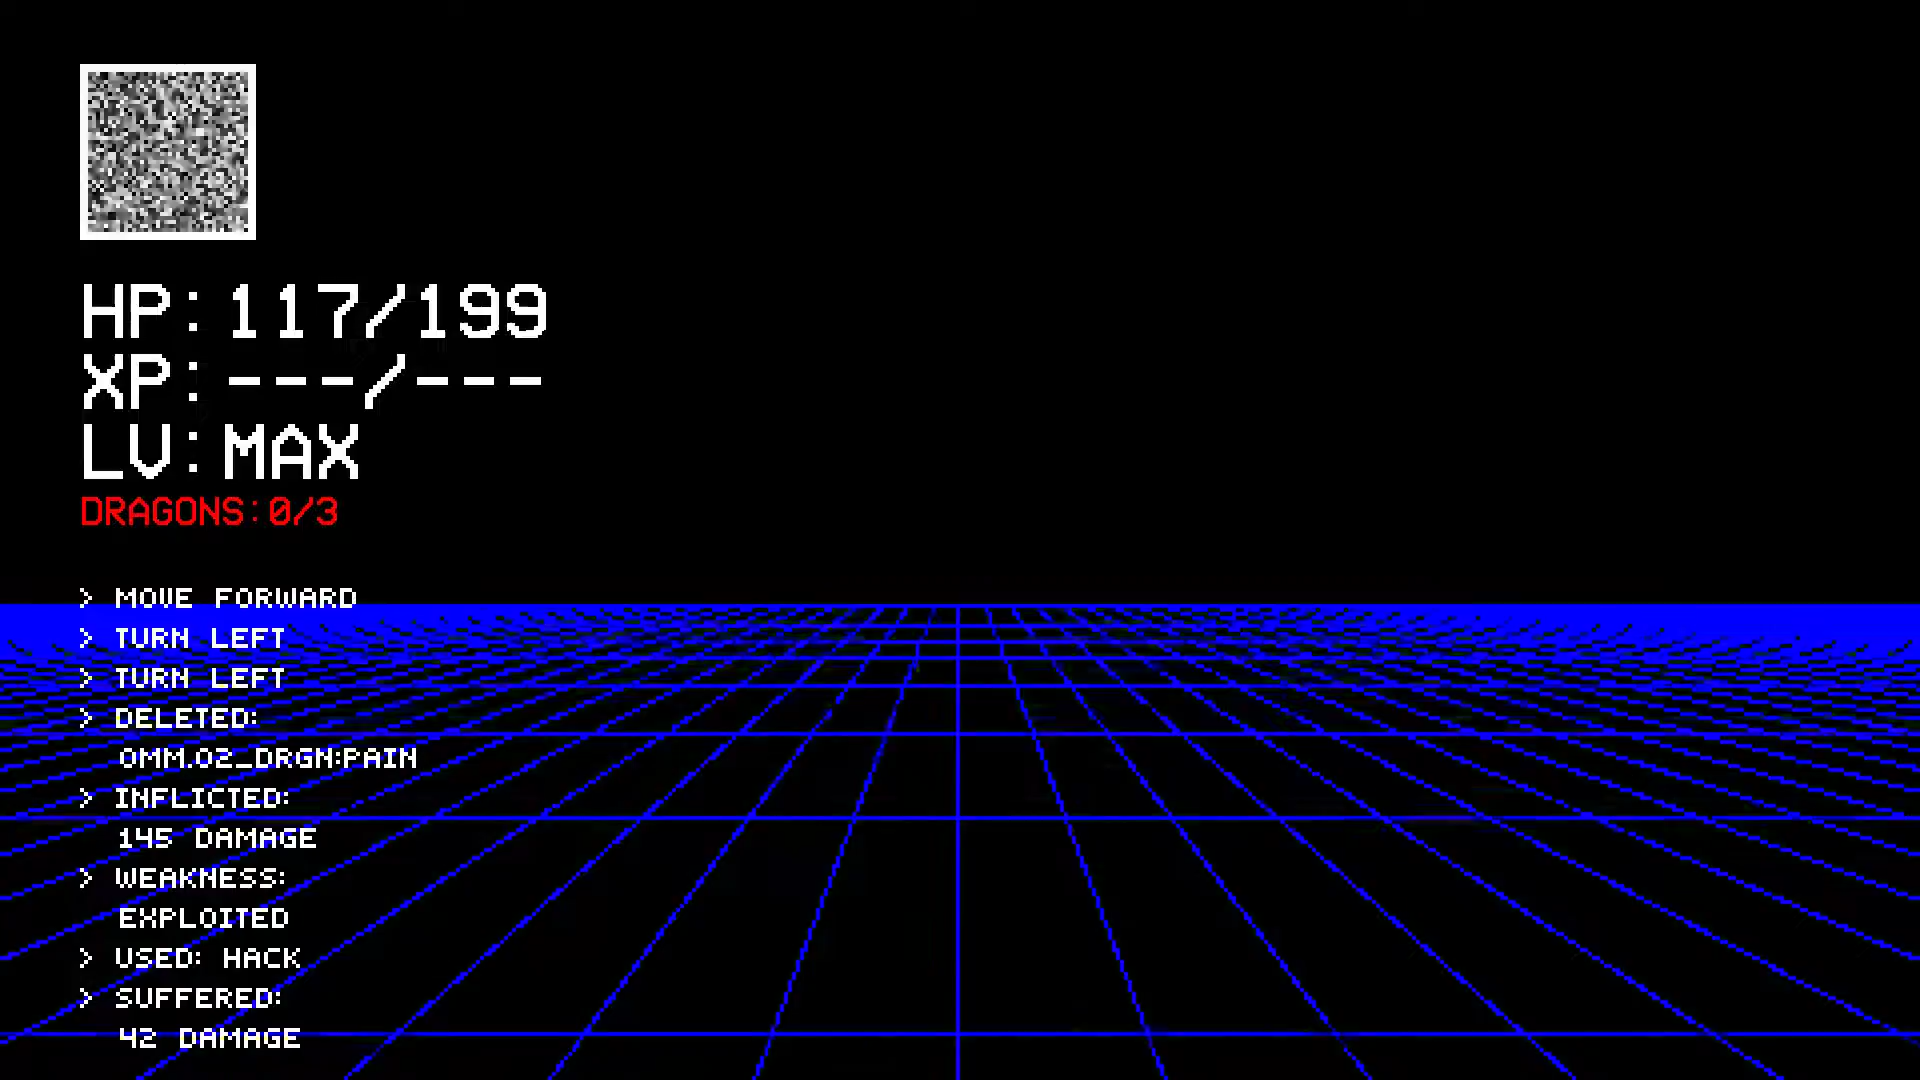 HP:117/199
XP:---/---
LV:MAX
DRAGONS:0/3
> MOVE FORWARD
> TURN LEFT
> TURN LEFT
> DELETED:
0MM.02_DRGN:PAIN
> INFLICTED:
145 DAMAGE
> WEAKNESS:
EXPLOITED
> USED: HACK
> SUFFERED:
42 DAMAGE